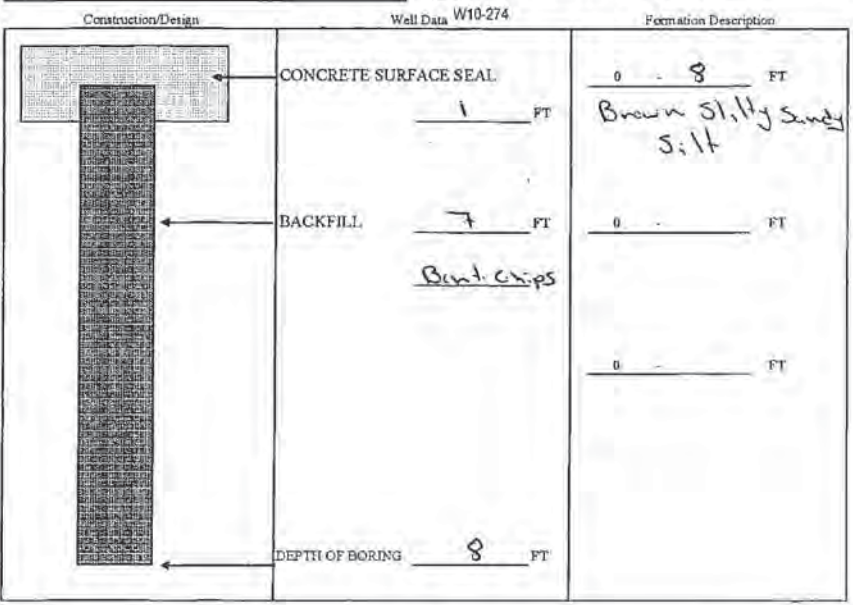 Construction/Design Well Data W10-274 Formation Description
CONCRETE SURFACE SEAL
1 FT
0 - 8 FT
Brown Slilty Sandy
Silt
BACKFILL 7 FT
Bent. Chips
0 - FT
0 - FT
DEPTH OF BORING 8 FT